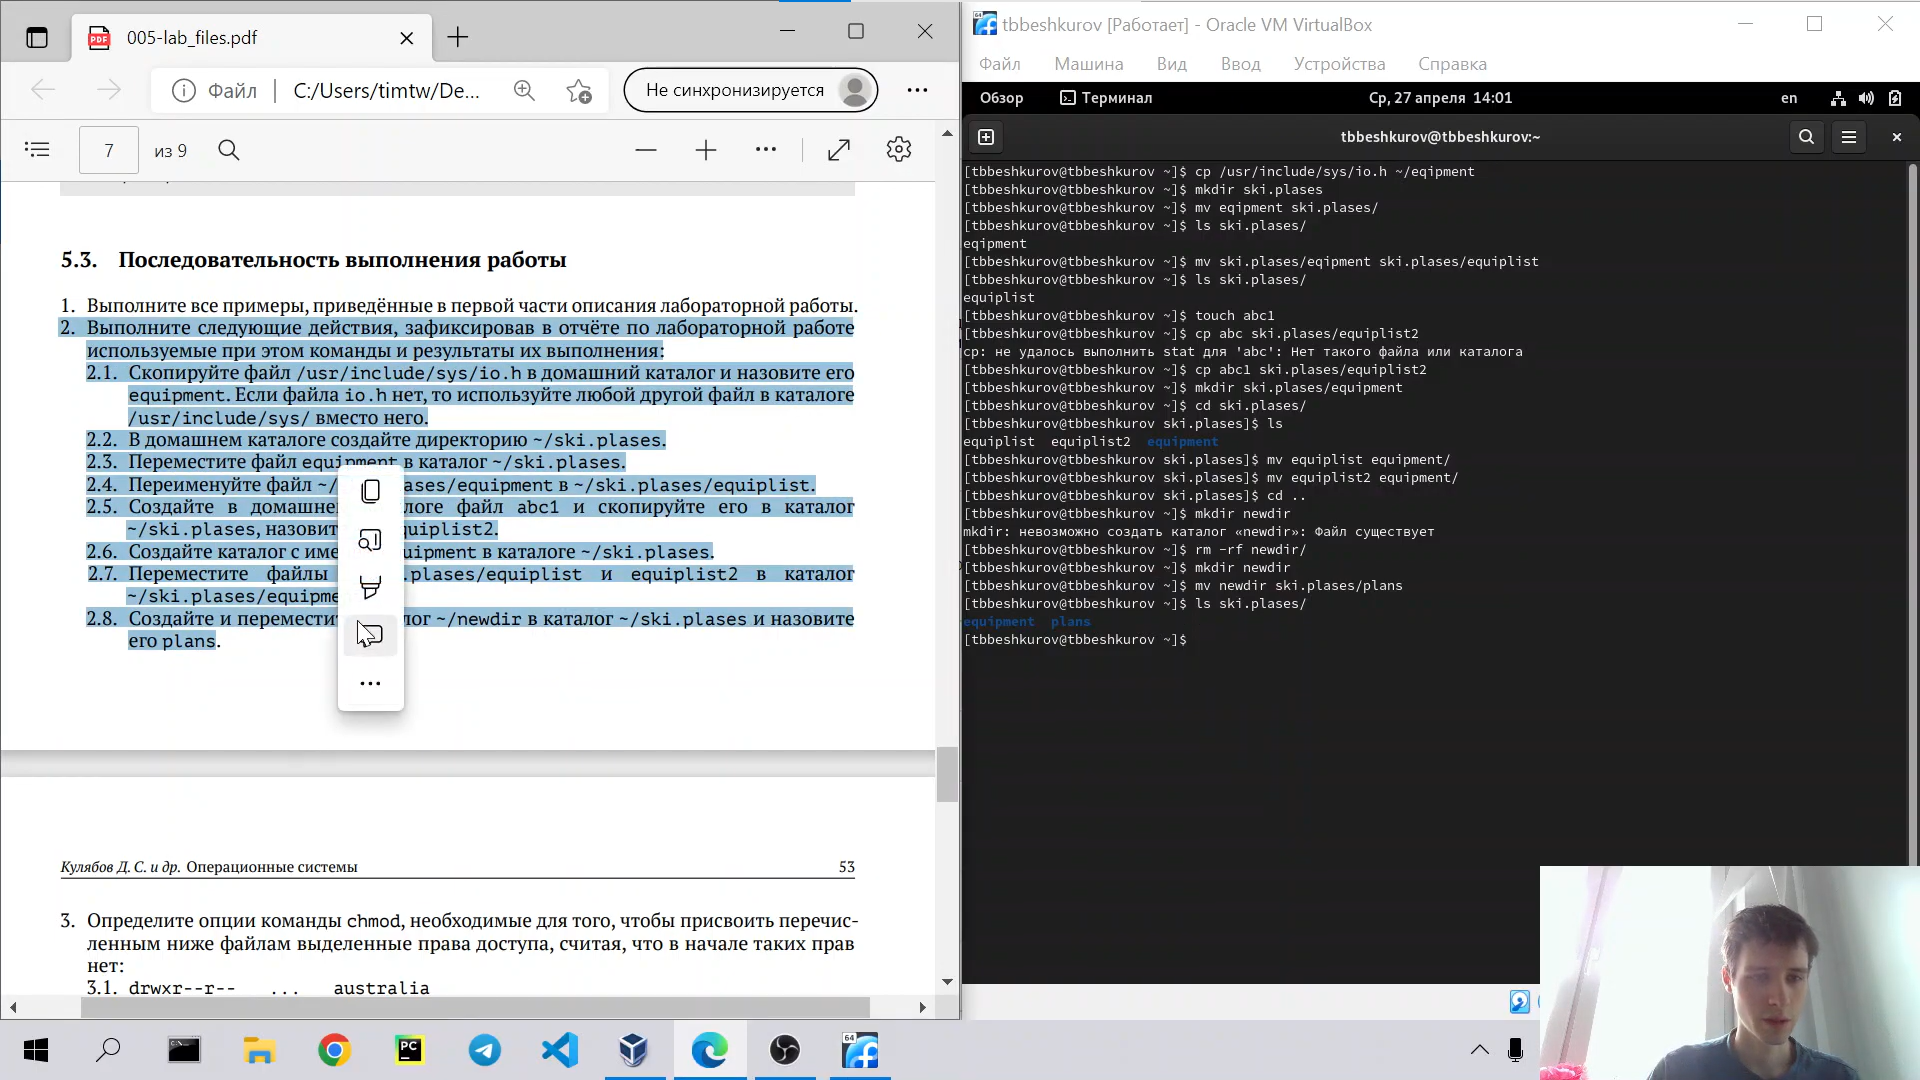 005-lab_files.pdf
Файл
C:/Users/timtw/De...
Не синхронизируется
7
из 9
5.3. Последовательность выполнения работы
1. Выполните все примеры, приведённые в первой части описания лабораторной работы.
2. Выполните следующие действия, зафиксировав в отчёте по лабораторной работе
используемые при этом команды и результаты их выполнения:
2.1. Скопируйте файл /usr/include/sys/io.h в домашний каталог и назовите его
equipment. Если файла io.h нет, то используйте любой другой файл в каталоге
/usr/include/sys/ вместо него.
2.2. В домашнем каталоге создайте директорию ~/ski.plases.
2.3. Переместите файл equipment в каталог ~/ski.plases.
2.4. Переименуйте файл ~/ ases/equipment в ~/ski.plases/equiplist.
2.5. Создайте в домашнем логе файл abc1 и скопируйте его в каталог
~/ski.plases, назовит quiplist2.
2.6. Создайте каталог с име uipment в каталоге ~/ski.plases.
2.7. Переместите файлы .plases/equiplist и equiplist2 в каталог
~/ski.plases/equipme
2.8. Создайте и переместит лог ~/newdir в каталог ~/ski.plases и назовите
его plans.
Кулябов Д. С. и др. Операционные системы 53
3. Определите опции команды chmod, необходимые для того, чтобы присвоить перечис-
ленным ниже файлам выделенные права доступа, считая, что в начале таких прав
нет:
3.1. drwxr--r-- ... australia
tbbeshkurov [Работает] - Oracle VM VirtualBox
Файл Машина Вид Ввод Устройства Справка
Обзор Терминал Ср, 27 апреля 14:01 en
tbbeshkurov@tbbeshkurov:~
[tbbeshkurov@tbbeshkurov ~]$ cp /usr/include/sys/io.h ~/eqipment
[tbbeshkurov@tbbeshkurov ~]$ mkdir ski.plases
[tbbeshkurov@tbbeshkurov ~]$ mv eqipment ski.plases/
[tbbeshkurov@tbbeshkurov ~]$ ls ski.plases/
eqipment
[tbbeshkurov@tbbeshkurov ~]$ mv ski.plases/eqipment ski.plases/equiplist
[tbbeshkurov@tbbeshkurov ~]$ ls ski.plases/
equiplist
[tbbeshkurov@tbbeshkurov ~]$ touch abc1
[tbbeshkurov@tbbeshkurov ~]$ cp abc ski.plases/equiplist2
cp: не удалось выполнить stat для 'abc': Нет такого файла или каталога
[tbbeshkurov@tbbeshkurov ~]$ cp abc1 ski.plases/equiplist2
[tbbeshkurov@tbbeshkurov ~]$ mkdir ski.plases/equipment
[tbbeshkurov@tbbeshkurov ~]$ cd ski.plases/
[tbbeshkurov@tbbeshkurov ski.plases]$ ls
equiplist equiplist2 equipment
[tbbeshkurov@tbbeshkurov ski.plases]$ mv equiplist equipment/
[tbbeshkurov@tbbeshkurov ski.plases]$ mv equiplist2 equipment/
[tbbeshkurov@tbbeshkurov ski.plases]$ cd ..
[tbbeshkurov@tbbeshkurov ~]$ mkdir newdir
mkdir: невозможно создать каталог «newdir»: Файл существует
[tbbeshkurov@tbbeshkurov ~]$ rm -rf newdir/
[tbbeshkurov@tbbeshkurov ~]$ mkdir newdir
[tbbeshkurov@tbbeshkurov ~]$ mv newdir ski.plases/plans
[tbbeshkurov@tbbeshkurov ~]$ ls ski.plases/
equipment plans
[tbbeshkurov@tbbeshkurov ~]$